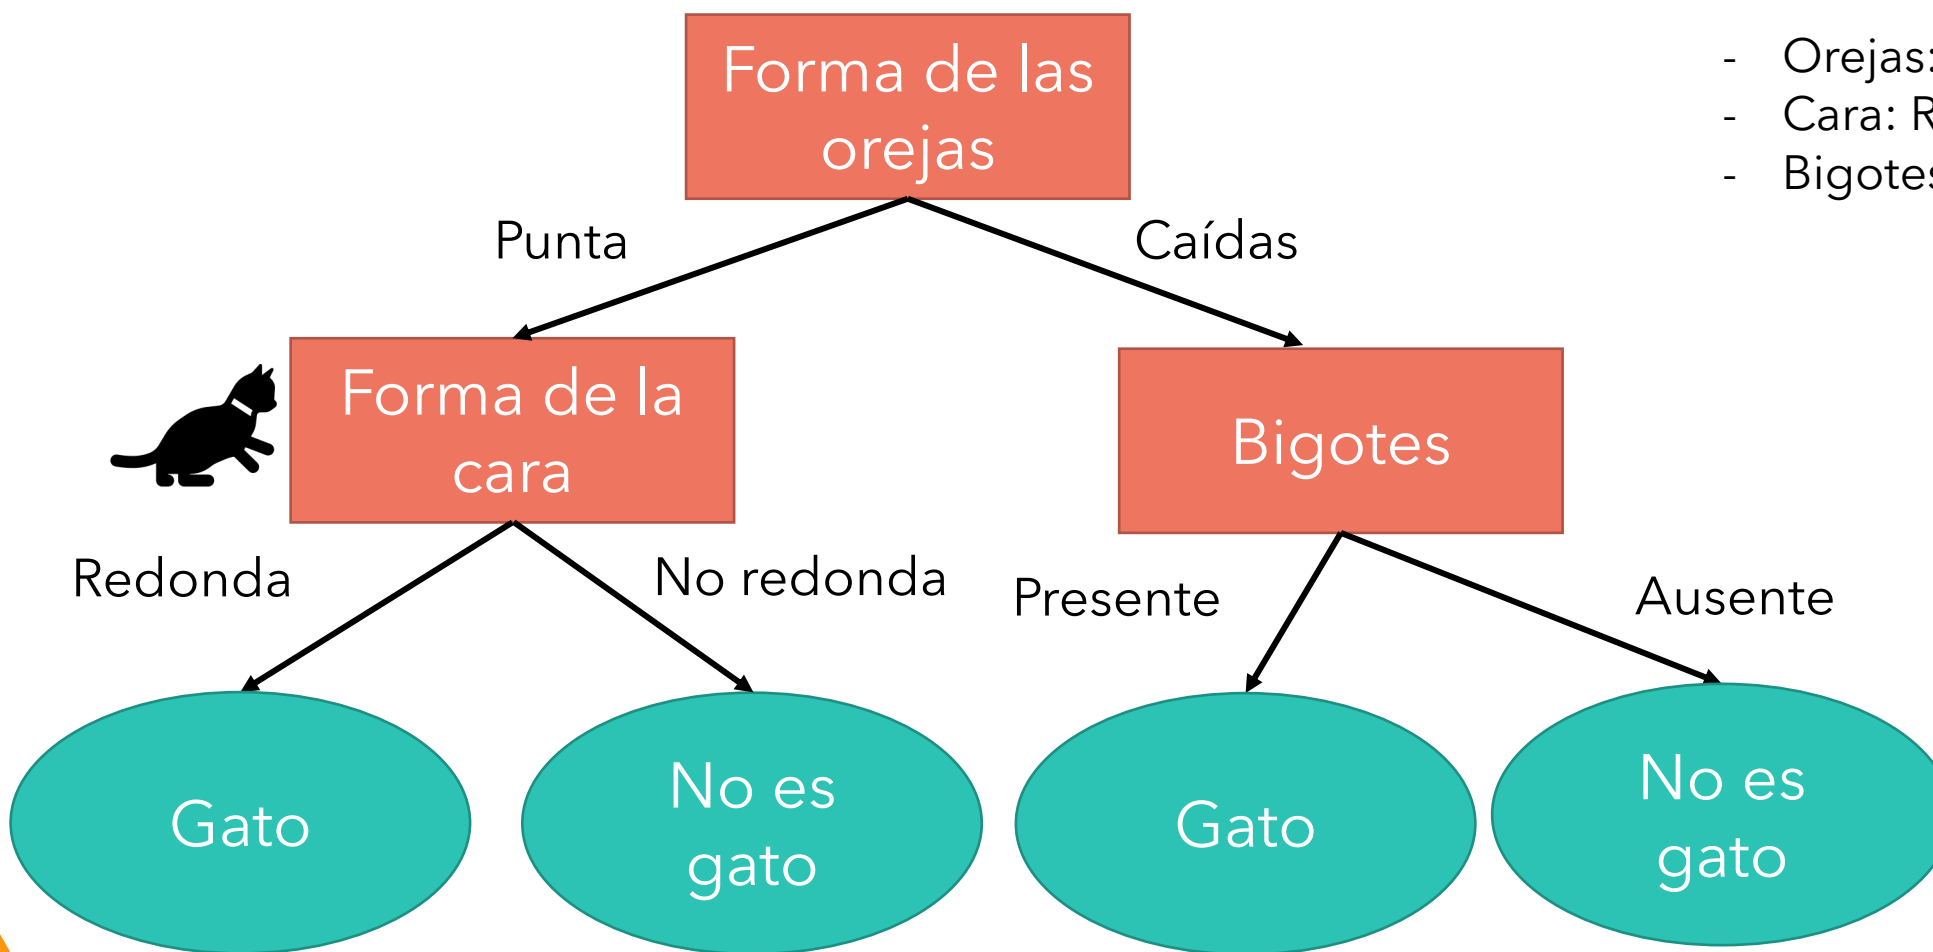 Forma de las
orejas
- Orejas:
- Cara:
-
Punta
Caídas
Forma de la
cara
Bigotes
Redonda
No redonda
Presente
Ausente
Gato
No es
gato
Gato
No es
gato